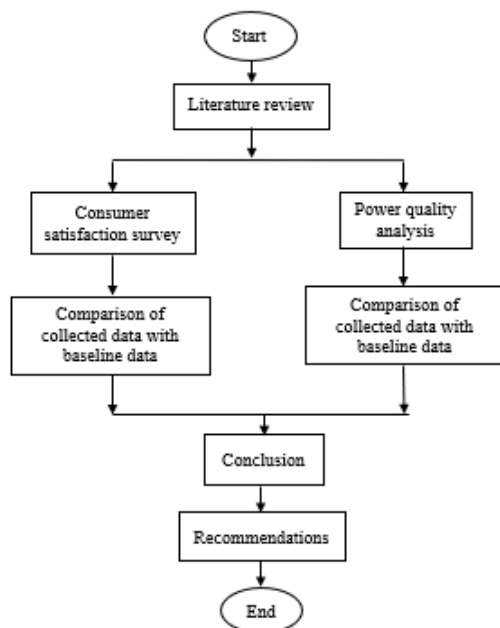 Start
Literature review
Consumer
satisfaction survey
Power quality
analysis
Comparison of
collected data with
baseline data
Comparison of
collected data with
baseline data
Conclusion
Recommendations
End